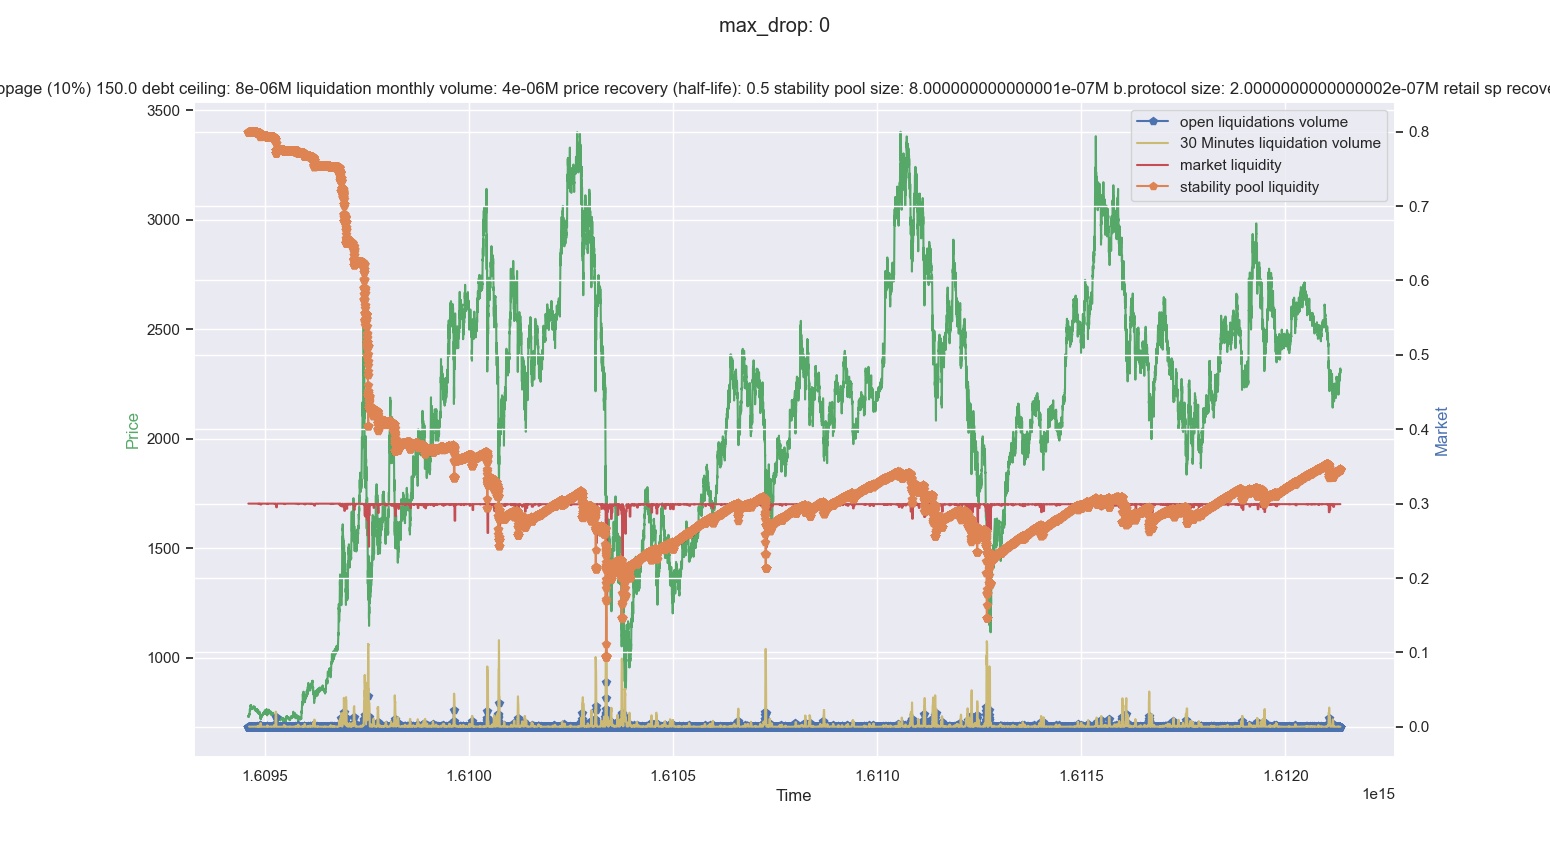 max_drop: 0
opage (10%) 150.0 debt ceiling: 8e-06M liquidation monthly volume: 4e-06M price recovery (half-life): 0.5 stability pool size: 8.000000000000001e-07M b.protocol size: 2.0000000000000002e-07M retail sp recove
3500
3000
2500
2000
1500
1000
Price
open liquidations volume
30 Minutes liquidation volume
market liquidity
stability pool liquidity
0.8
0.7
0.6
0.5
0.4
0.3
0.2
0.1
0.0
Market
1.6095
1.6100
1.6105
1.6110
1.6115
1.6120
Time
1e15